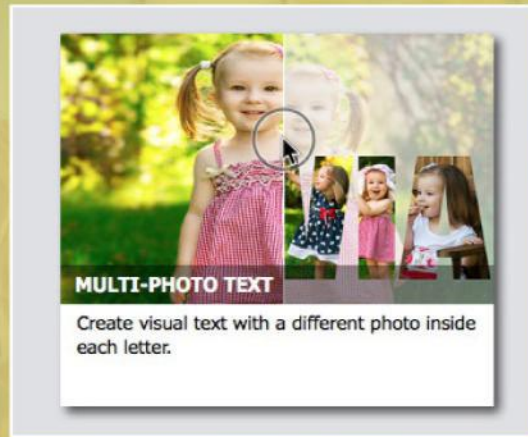 MULTI-PHOTO TEXT
Create visual text with a different photo inside
each letter.